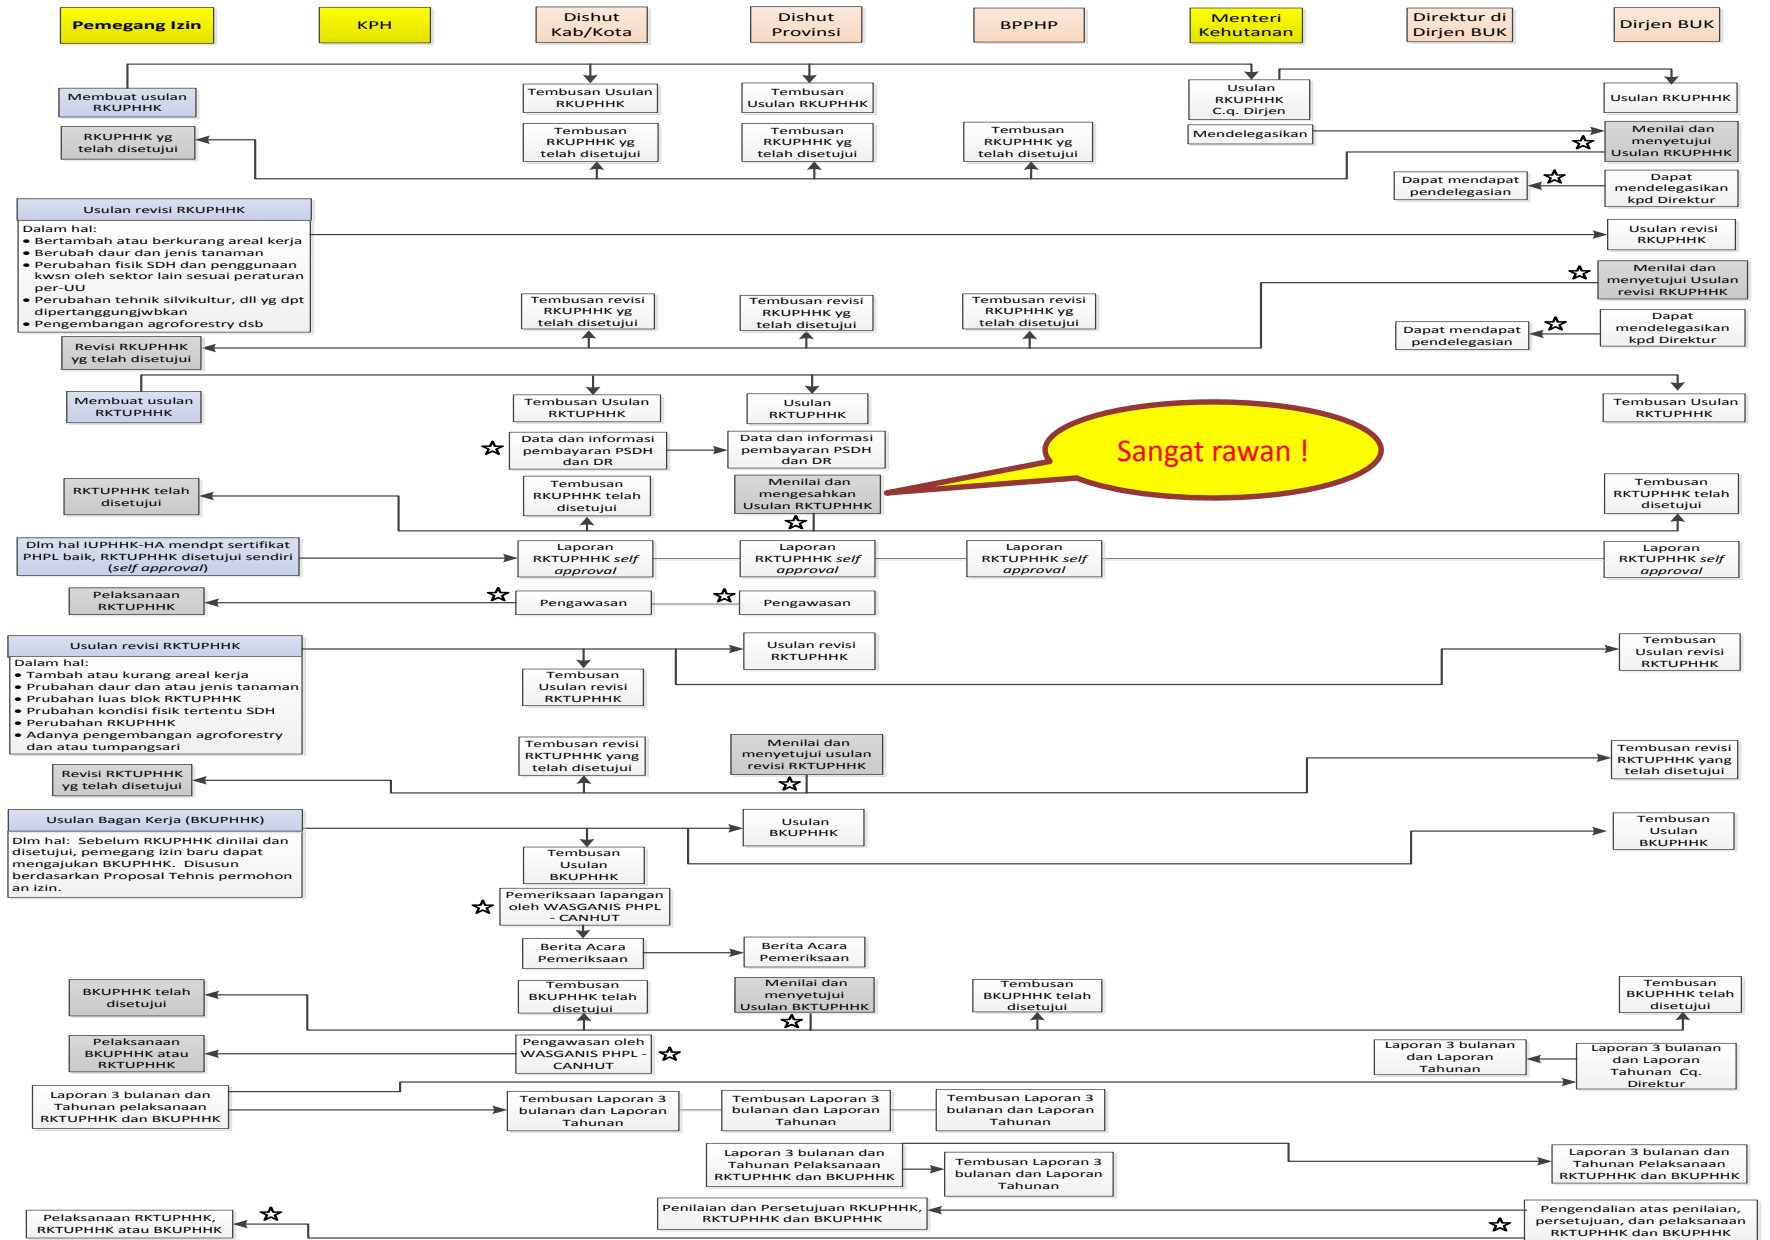 Pemegang Izin
KPH
Dishut
Kab/Kota
Dishut
Provinsi
BPPHP
Menteri
Kehutanan
Direktur di
Dirjen BUK
Dirjen BUK
Membuat usulan
RKUPHHK
Tembusan Usulan
RKUPHHK
Tembusan
Usulan RKUPHHK
Usulan
RKUPHHK
C.q. Dirjen
Usulan RKUPHHK
RKUPHHK yg
telah disetujui
Tembusan
RKUPHHK yg
telah disetujui
Tembusan
RKUPHHK yg
telah disetujui
Tembusan
RKUPHHK yg
telah disetujui
Mendelegasikan
Menilai dan
menyetujui
Usulan RKUPHHK
Dapat mendapat
pendelegasian
Dapat
mendelegasikan
kpd Direktur
Usulan revisi RKUPHHK
Dalam hal:
• Bertambah atau berkurang areal kerja
• Berubah daur dan jenis tanaman
• Perubahan fisik SDH dan penggunaan
kwsn oleh sektor lain sesuai peraturan
per-UU
• Perubahan tehnik silvikultur, dll yg dpt
dipertanggungjwbkan
• Pengembangan agroforestry dsb
Usulan revisi
RKUPHHK
Menilai dan
menyetujui Usulan
revisi RKUPHHK
Tembusan revisi
RKUPHHK yg
telah disetujui
Tembusan revisi
RKUPHHK yg
telah disetujui
Tembusan revisi
RKUPHHK yg
telah disetujui
Dapat mendapat
pendelegasian
Dapat
mendelegasikan
kpd Direktur
Revisi RKUPHHK
yg telah disetujui
Membuat usulan
RKTUPHHK
Tembusan Usulan
RKTUPHHK
Usulan
RKTUPHHK
Tembusan Usulan
RKTUPHHK
Data dan informasi
pembayaran PSDH
dan DR
Data dan informasi
pembayaran PSDH
dan DR
Sangat rawan !
RKTUPHHK telah
disetujui
Tembusan
RKUPHHK telah
disetujui
Menilai dan
mengesahkan
Usulan RKTUPHHK
Tembusan
RKTUPHHK telah
disetujui
Dlm hal IUPHHK-HA mendpt sertifikat
PHPL baik, RKTUPHHK disetujui sendiri
(self approval)
Laporan
RKTUPHHK self
approval
Laporan
RKTUPHHK self
approval
Laporan
RKTUPHHK self
approval
Laporan
RKTUPHHK self
approval
Pelaksanaan
RKTUPHHK
Pengawasan
Pengawasan
Usulan revisi RKTUPHHK
Dalam hal:
• Tambah atau kurang areal kerja
• Prubahan daur dan atau jenis tanaman
• Prubahan luas blok RKTUPHHK
• Prubahan kondisi fisik tertentu SDH
• Perubahan RKUPHHK
• Adanya pengembangan agroforestry
dan atau tumpangsari
Tembusan
Usulan revisi
RKTUPHHK
Usulan revisi
RKTUPHHK
Tembusan
Usulan revisi
RKTUPHHK
Revisi RKTUPHHK
yg telah disetujui
Tembusan revisi
RKTUPHHK yang
telah disetujui
Menilai dan
menyetujui usulan
revisi RKTUPHHK
Tembusan revisi
RKTUPHHK yang
telah disetujui
Usulan Bagan Kerja (BKUPHHK)
Dlm hal: Sebelum RKUPHHK dinilai dan
disetujui, pemegang izin baru dapat
mengajukan BKUPHHK. Disusun
berdasarkan Proposal Tehnis permohon
an izin.
Usulan
BKUPHHK
Tembusan
Usulan
BKUPHHK
Tembusan
Usulan
BKUPHHK
Pemeriksaan lapangan
oleh WASGANIS PHPL
- CANHUT
Berita Acara
Pemeriksaan
Berita Acara
Pemeriksaan
BKUPHHK telah
disetujui
Tembusan
BKUPHHK telah
disetujui
Menilai dan
menyetujui
Usulan BKTUPHHK
Tembusan
BKUPHHK telah
disetujui
Tembusan
BKUPHHK telah
disetujui
Pelaksanaan
BKUPHHK atau
RKTUPHHK
Pengawasan oleh
WASGANIS PHPL -
CANHUT
Laporan 3 bulanan
dan Laporan
Tahunan
Laporan 3 bulanan
dan Laporan
Tahunan Cq.
Direktur
Laporan 3 bulanan dan
Tahunan pelaksanaan
RKTUPHHK dan BKUPHHK
Tembusan Laporan 3
bulanan dan Laporan
Tahunan
Tembusan Laporan 3
bulanan dan Laporan
Tahunan
Tembusan Laporan 3
bulanan dan Laporan
Tahunan
Laporan 3 bulanan dan
Tahunan Pelaksanaan
RKTUPHHK dan BKUPHHK
Tembusan Laporan 3
bulanan dan Laporan
Tahunan
Laporan 3 bulanan dan
Tahunan Pelaksanaan
RKTUPHHK dan BKUPHHK
Pelaksanaan RKTUPHHK,
RKTUPHHK atau BKUPHHK
Penilaian dan Persetujuan RKUPHHK,
RKTUPHHK dan BKUPHHK
Pengendalian atas penilaian,
persetujuan, dan pelaksanaan
RKTUPHHK dan BKUPHHK